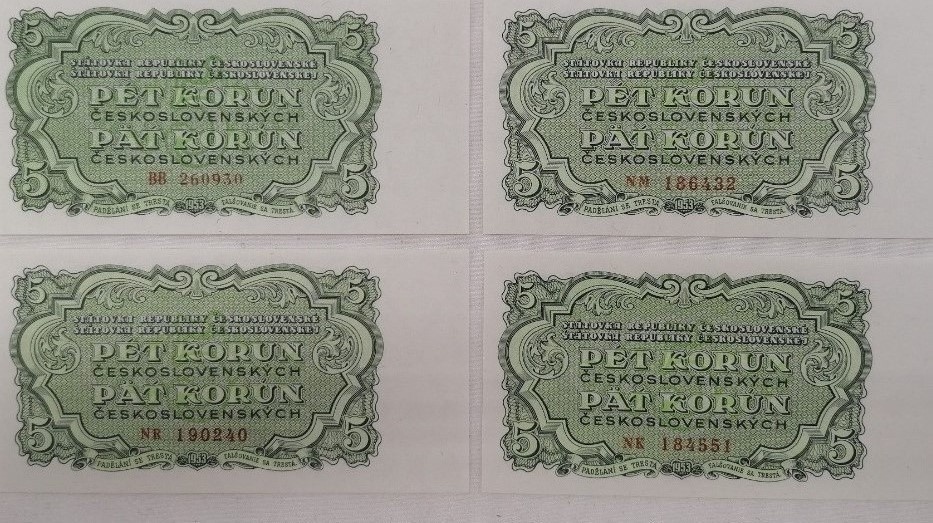 5 5
STÁTOVKA REPUBLIKY ČESKOSLOVENSKÉ
ŠTÁTOVKA REPUBLIKY ČESKOSLOVENSKEJ
PĚT KORUN
ČESKOSLOVENSKÝCH
PÄŤ KORÚN
ČESKOSLOVENSKÝCH
BB 260930
5 5
PADĚLÁNÍ SE TRESTÁ 1953 FALŠOVANIE SA TRESTÁ
5 5
STÁTOVKA REPUBLIKY ČESKOSLOVENSKÉ
ŠTÁTOVKA REPUBLIKY ČESKOSLOVENSKEJ
PĚT KORUN
ČESKOSLOVENSKÝCH
PÄŤ KORÚN
ČESKOSLOVENSKÝCH
NM 186432
5 5
PADĚLÁNÍ SE TRESTÁ 1953 FALŠOVANIE SA TRESTÁ
5 5
STÁTOVKA REPUBLIKY ČESKOSLOVENSKÉ
ŠTÁTOVKA REPUBLIKY ČESKOSLOVENSKEJ
PĚT KORUN
ČESKOSLOVENSKÝCH
PÄŤ KORÚN
ČESKOSLOVENSKÝCH
190240
5 5
PADĚLÁNÍ SE TRESTÁ 1953 FALŠOVANIE SA TRESTÁ
5 5
STÁTOVKA REPUBLIKY ČESKOSLOVENSKÉ
ŠTÁTOVKA REPUBLIKY ČESKOSLOVENSKEJ
PĚT KORUN
ČESKOSLOVENSKÝCH
PÄŤ KORÚN
ČESKOSLOVENSKÝCH
NK 184551
5 5
PADĚLÁNÍ SE TRESTÁ 1953 FALŠOVANIE SA TRESTÁ